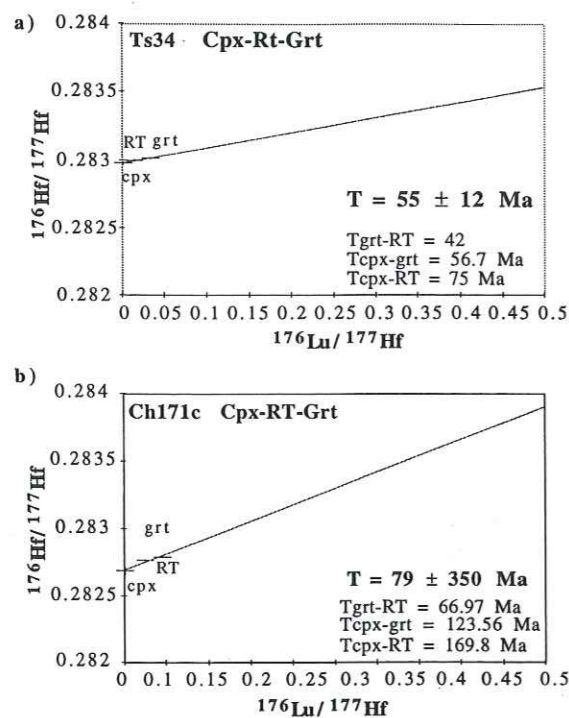 a)
0.284
Ts34 Cpx-Rt-Grt
0.2835
RT grt
0.283
cpx
0.2825
T = 55 ± 12 Ma
Tgrt-RT = 42
Tcpx-grt = 56.7 Ma
Tcpx-RT = 75 Ma
0.282
176Hf/177Hf
0 0.05 0.1 0.15 0.2 0.25 0.3 0.35 0.4 0.45 0.5
176Lu/177Hf
b)
0.284
Ch171c Cpx-RT-Grt
0.2835
grt
0.283
RT
0.2825
cpx
T = 79 ± 350 Ma
Tgrt-RT = 66.97 Ma
Tcpx-grt = 123.56 Ma
Tcpx-RT = 169.8 Ma
0.282
176Hf/177Hf
0 0.05 0.1 0.15 0.2 0.25 0.3 0.35 0.4 0.45 0.5
176Lu/177Hf